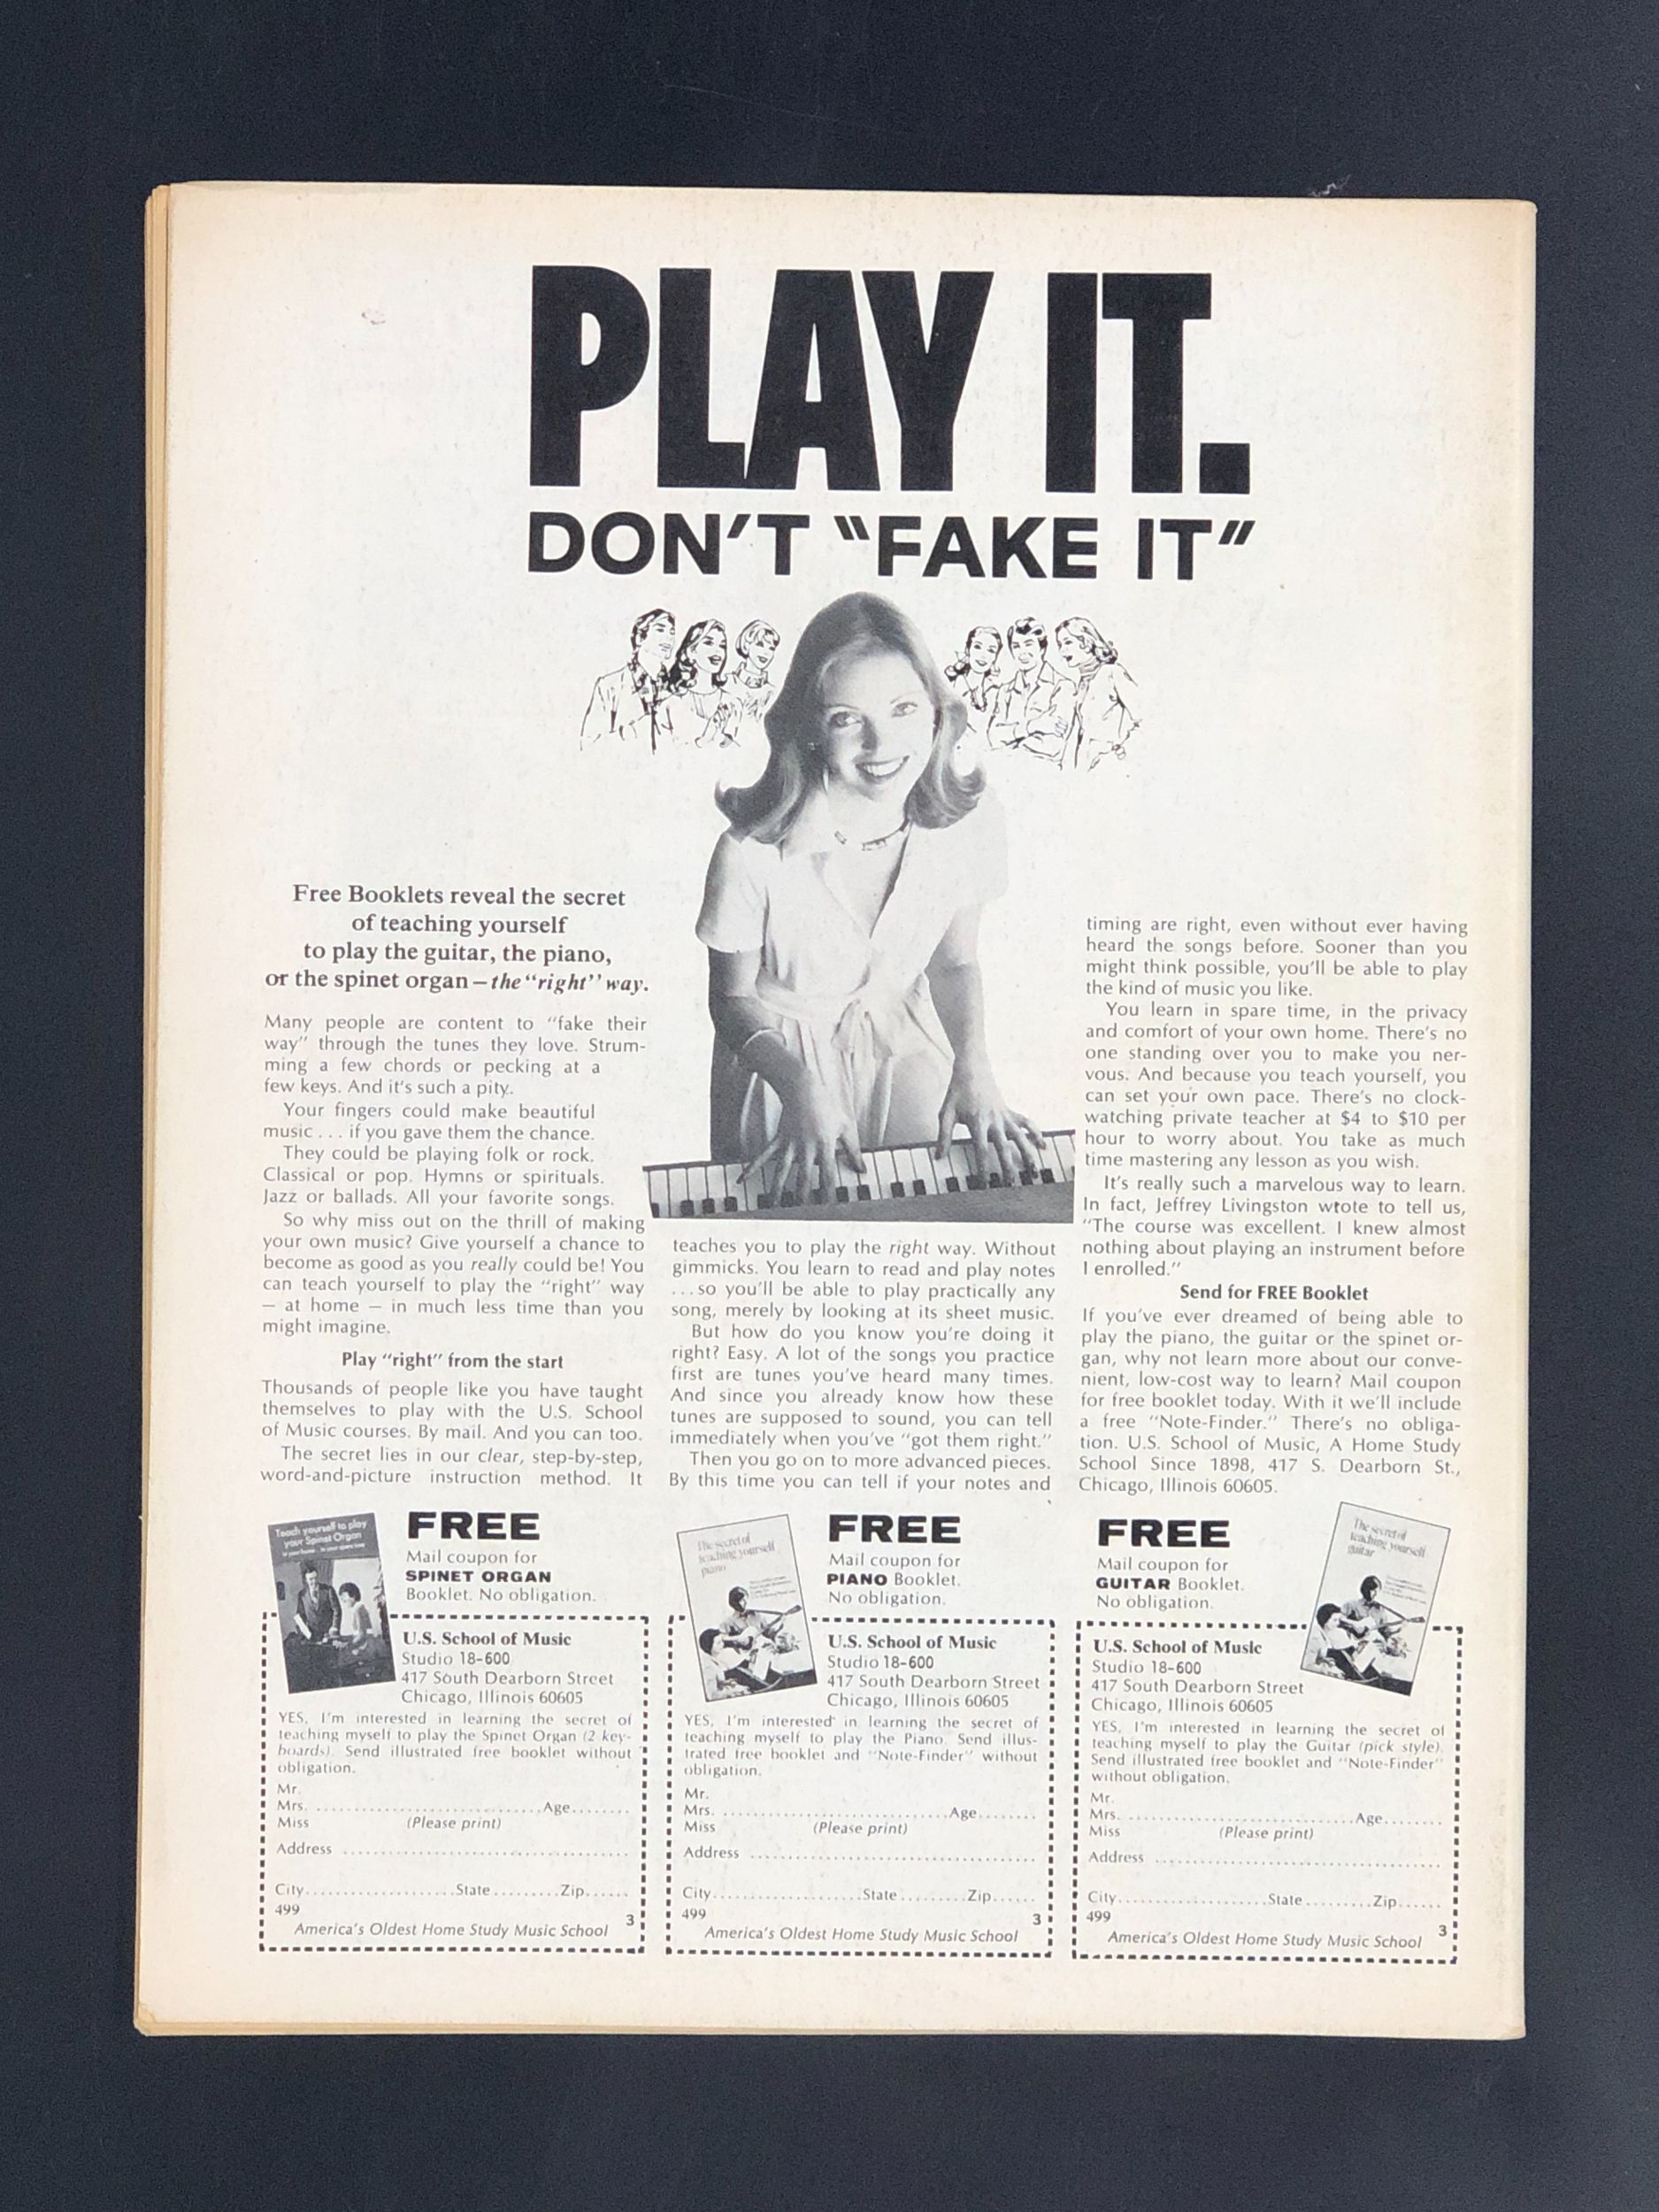 PLAY IT.
DON'T "FAKE IT"
Free Booklets reveal the secret
of teaching yourself
to play the guitar, the piano,
or the spinet organ—the "right" way.
Many people are content to "fake their
way" through the tunes they love. Strum-
ming a few chords or pecking at a
few keys. And it's such a pity.
Your fingers could make beautiful
music . . . if you gave them the chance.
They could be playing folk or rock.
Classical or pop. Hymns or spirituals.
Jazz or ballads. All your favorite songs.
So why miss out on the thrill of making
your own music? Give yourself a chance to
become as good as you really could be! You
can teach yourself to play the "right" way
— at home — in much less time than you
might imagine.
Play "right" from the start
Thousands of people like you have taught
themselves to play with the U.S. School
of Music courses. By mail. And you can too.
The secret lies in our clear, step-by-step,
word-and-picture instruction method. It
teaches you to play the right way. Without
gimmicks. You learn to read and play notes
...so you'll be able to play practically any
song, merely by looking at its sheet music.
But how do you know you're doing it
right? Easy. A lot of the songs you practice
first are tunes you've heard many times.
And since you already know how these
tunes are supposed to sound, you can tell
immediately when you've "got them right."
Then you go on to more advanced pieces.
By this time you can tell if your notes and
timing are right, even without ever having
heard the songs before. Sooner than you
might think possible, you'll be able to play
the kind of music you like.
You learn in spare time, in the privacy
and comfort of your own home. There's no
one standing over you to make you ner-
vous. And because you teach yourself, you
can set your own pace. There's no clock-
watching private teacher at $4 to $10 per
hour to worry about. You take as much
time mastering any lesson as you wish.
It's really such a marvelous way to learn.
In fact, Jeffrey Livingston wrote to tell us,
"The course was excellent. I knew almost
nothing about playing an instrument before
I enrolled."
Send for FREE Booklet
If you've ever dreamed of being able to
play the piano, the guitar or the spinet or-
gan, why not learn more about our conve-
nient, low-cost way to learn? Mail coupon
for free booklet today. With it we'll include
a free "Note-Finder." There's no obliga-
tion. U.S. School of Music, A Home Study
School Since 1898, 417 S. Dearborn St.,
Chicago, Illinois 60605.
Teach yourself to play
your Spinet Organ
FREE
Mail coupon for
SPINET ORGAN
Booklet. No obligation.
U.S. School of Music
Studio 18-600
417 South Dearborn Street
Chicago, Illinois 60605
YES, I'm interested in learning the secret of
teaching myself to play the Spinet Organ (2 key-
boards). Send illustrated free booklet without
obligation.
Mr.
Mrs. ........................................Age........
Miss (Please print)
Address ........................................
City......................State.........Zip......
499
3
America's Oldest Home Study Music School
The secret of
teaching yourself
piano
FREE
Mail coupon for
PIANO Booklet.
No obligation.
U.S. School of Music
Studio 18-600
417 South Dearborn Street
Chicago, Illinois 60605
YES, I'm interested in learning the secret of
teaching myself to play the Piano. Send illus-
trated free booklet and "Note-Finder" without
obligation.
Mr.
Mrs. ........................................Age........
Miss (Please print)
Address ........................................
City......................State.........Zip......
499
3
America's Oldest Home Study Music School
FREE
Mail coupon for
GUITAR Booklet.
No obligation.
The secret of
teaching yourself
guitar
U.S. School of Music
Studio 18-600
417 South Dearborn Street
Chicago, Illinois 60605
YES, I'm interested in learning the secret of
teaching myself to play the Guitar (pick style).
Send illustrated free booklet and "Note-Finder"
without obligation.
Mr.
Mrs. ........................................Age........
Miss (Please print)
Address ........................................
City......................State.........Zip......
499
3
America's Oldest Home Study Music School